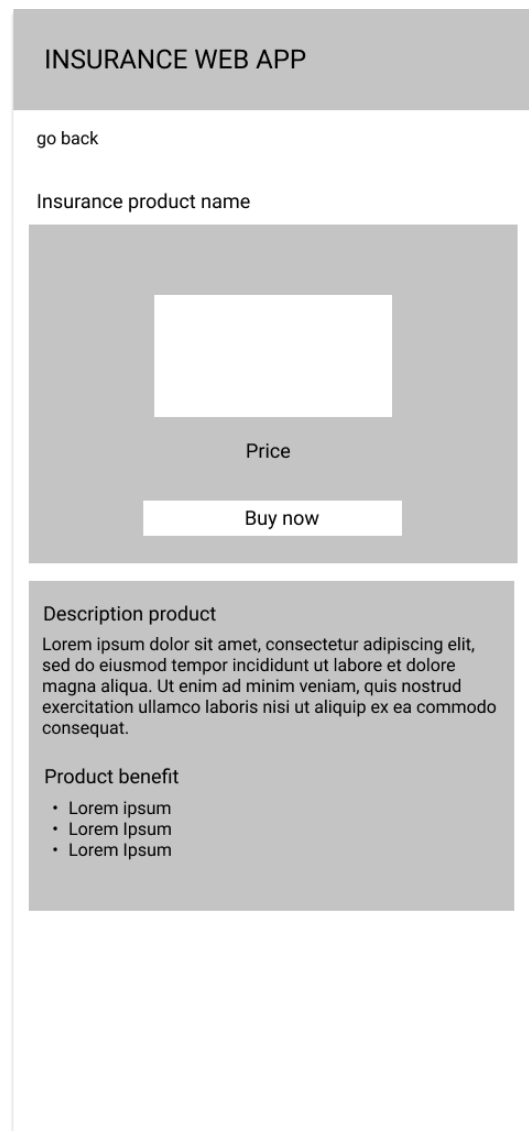 INSURANCE WEB APP
go back
Insurance product name
Price
Buy now
Description product
Lorem ipsum dolor sit amet, consectetur adipiscing elit,
sed do eiusmod tempor incididunt ut labore et dolore
magna aliqua. Ut enim ad minim veniam, quis nostrud
exercitation ullamco laboris nisi ut aliquip ex ea commodo
consequat.
Product benefit
• Lorem ipsum
• Lorem Ipsum
• Lorem Ipsum